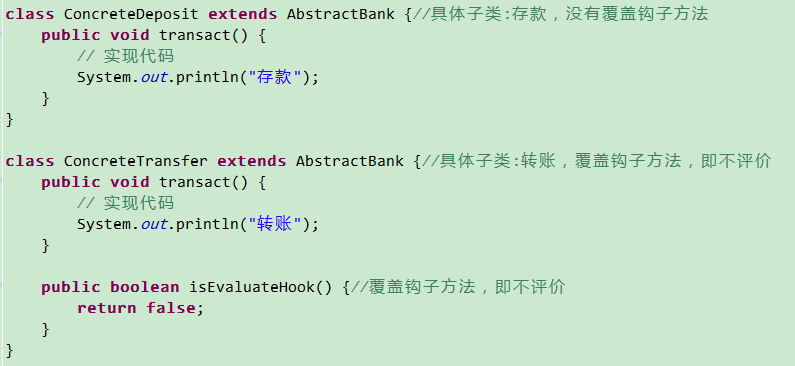 class ConcreteDeposit extends AbstractBank {//具体子类:存款，没有覆盖钩子方法
    public void transact() {
        // 实现代码
        System.out.println("存款");
    }
}

class ConcreteTransfer extends AbstractBank {//具体子类:转账，覆盖钩子方法，即不评价
    public void transact() {
        // 实现代码
        System.out.println("转账");
    }

    public boolean isEvaluateHook() {//覆盖钩子方法，即不评价
        return false;
    }
}